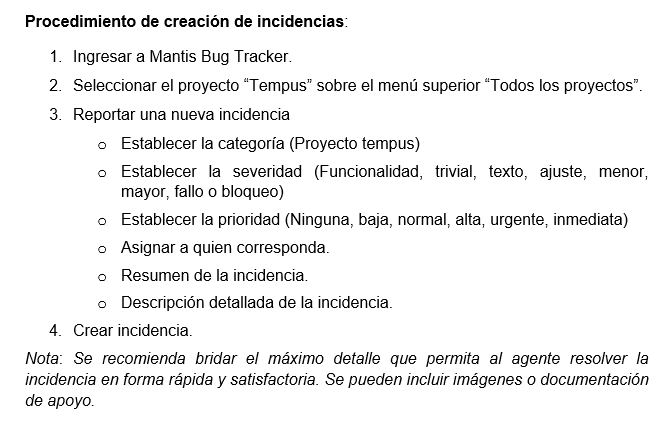 Procedimiento de creación de incidencias:
1. Ingresar a Mantis Bug Tracker.
2. Seleccionar el proyecto “Tempus” sobre el menú superior “Todos los proyectos”.
3. Reportar una nueva incidencia
o Establecer la categoría (Proyecto tempus)
o Establecer la severidad (Funcionalidad, trivial, texto, ajuste, menor,
mayor, fallo o bloqueo)
o Establecer la prioridad (Ninguna, baja, normal, alta, urgente, inmediata)
o Asignar a quien corresponda.
o Resumen de la incidencia.
o Descripción detallada de la incidencia.
4. Crear incidencia.
Nota: Se recomienda bridar el máximo detalle que permita al agente resolver la
incidencia en forma rápida y satisfactoria. Se pueden incluir imágenes o documentación
de apoyo.